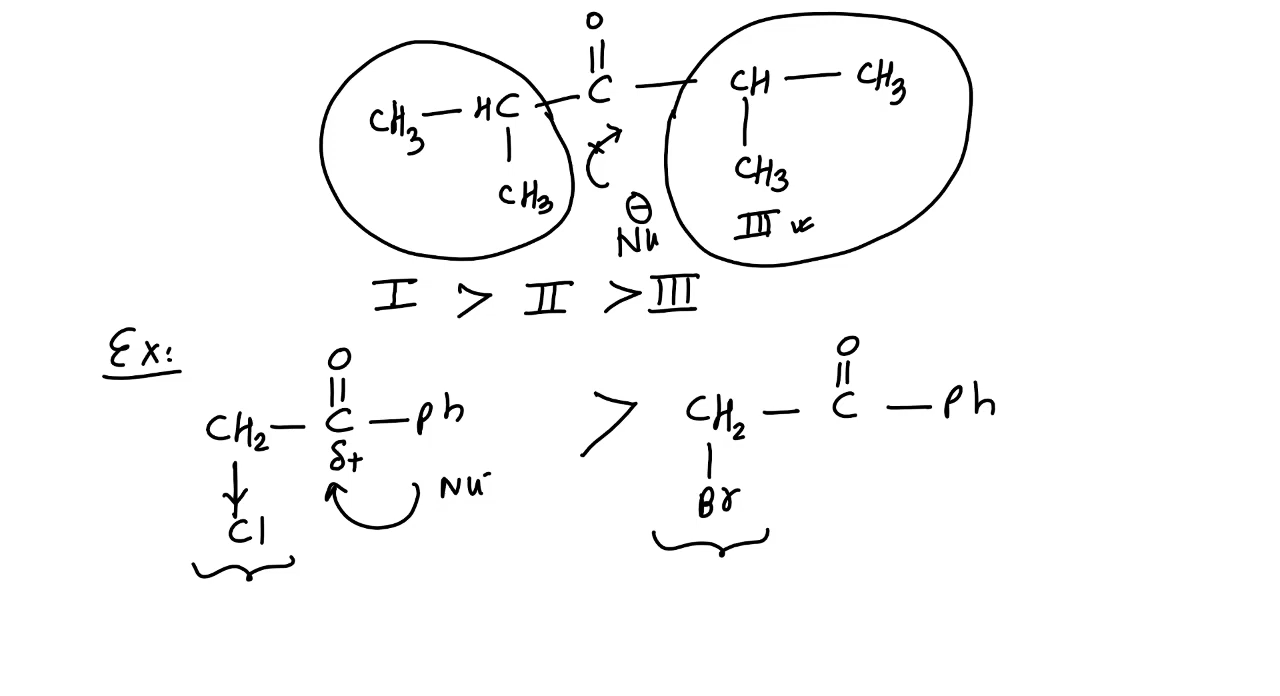 O
||
CH3 — HC — C — CH — CH3
| |
CH3 CH3
⊖
Nu
III
I > II > III
Ex:
O O
|| ||
CH2 — C — Ph > CH2 — C — Ph
δ+
↓ Nu⁻ |
Cl Br